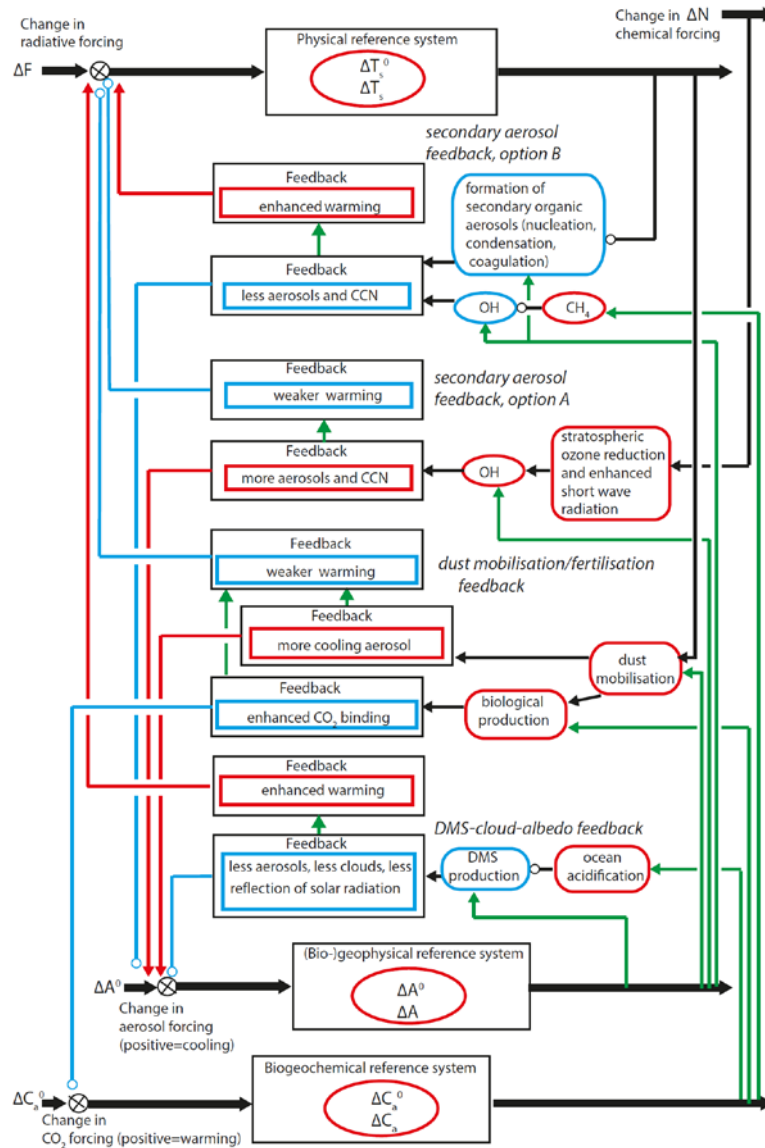 Change in
radiative forcing
Change in ΔN
chemical forcing
Physical reference system
ΔF
ΔTₛ⁰
ΔTₛ
secondary aerosol
feedback, option B
Feedback
enhanced warming
formation of
secondary organic
aerosols (nucleation,
condensation,
coagulation)
Feedback
less aerosols and CCN
OH
CH₄
Feedback
weaker warming
secondary aerosol
feedback, option A
Feedback
more aerosols and CCN
OH
stratospheric
ozone reduction
and enhanced
short wave
radiation
Feedback
weaker warming
dust mobilisation/fertilisation
feedback
Feedback
more cooling aerosol
dust
mobilisation
Feedback
enhanced CO₂ binding
biological
production
Feedback
enhanced warming
DMS-cloud-albedo feedback
Feedback
less aerosols, less clouds, less
reflection of solar radiation
DMS
production
ocean
acidification
(Bio-)geophysical reference system
ΔA⁰
ΔA⁰
ΔA
Change in
aerosol forcing
(positive=cooling)
Biogeochemical reference system
ΔCₐ⁰
ΔCₐ⁰
ΔCₐ
Change in
CO₂ forcing (positive=warming)